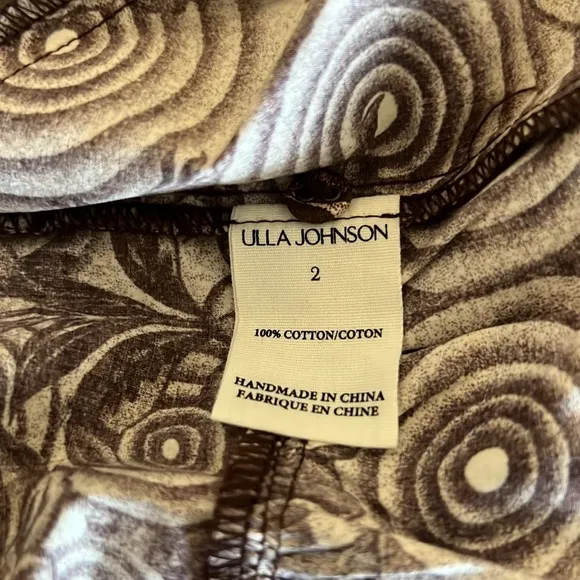 ULLA JOHNSON
2
100% COTTON/COTON
HANDMADE IN CHINA
FABRIQUE EN CHINE